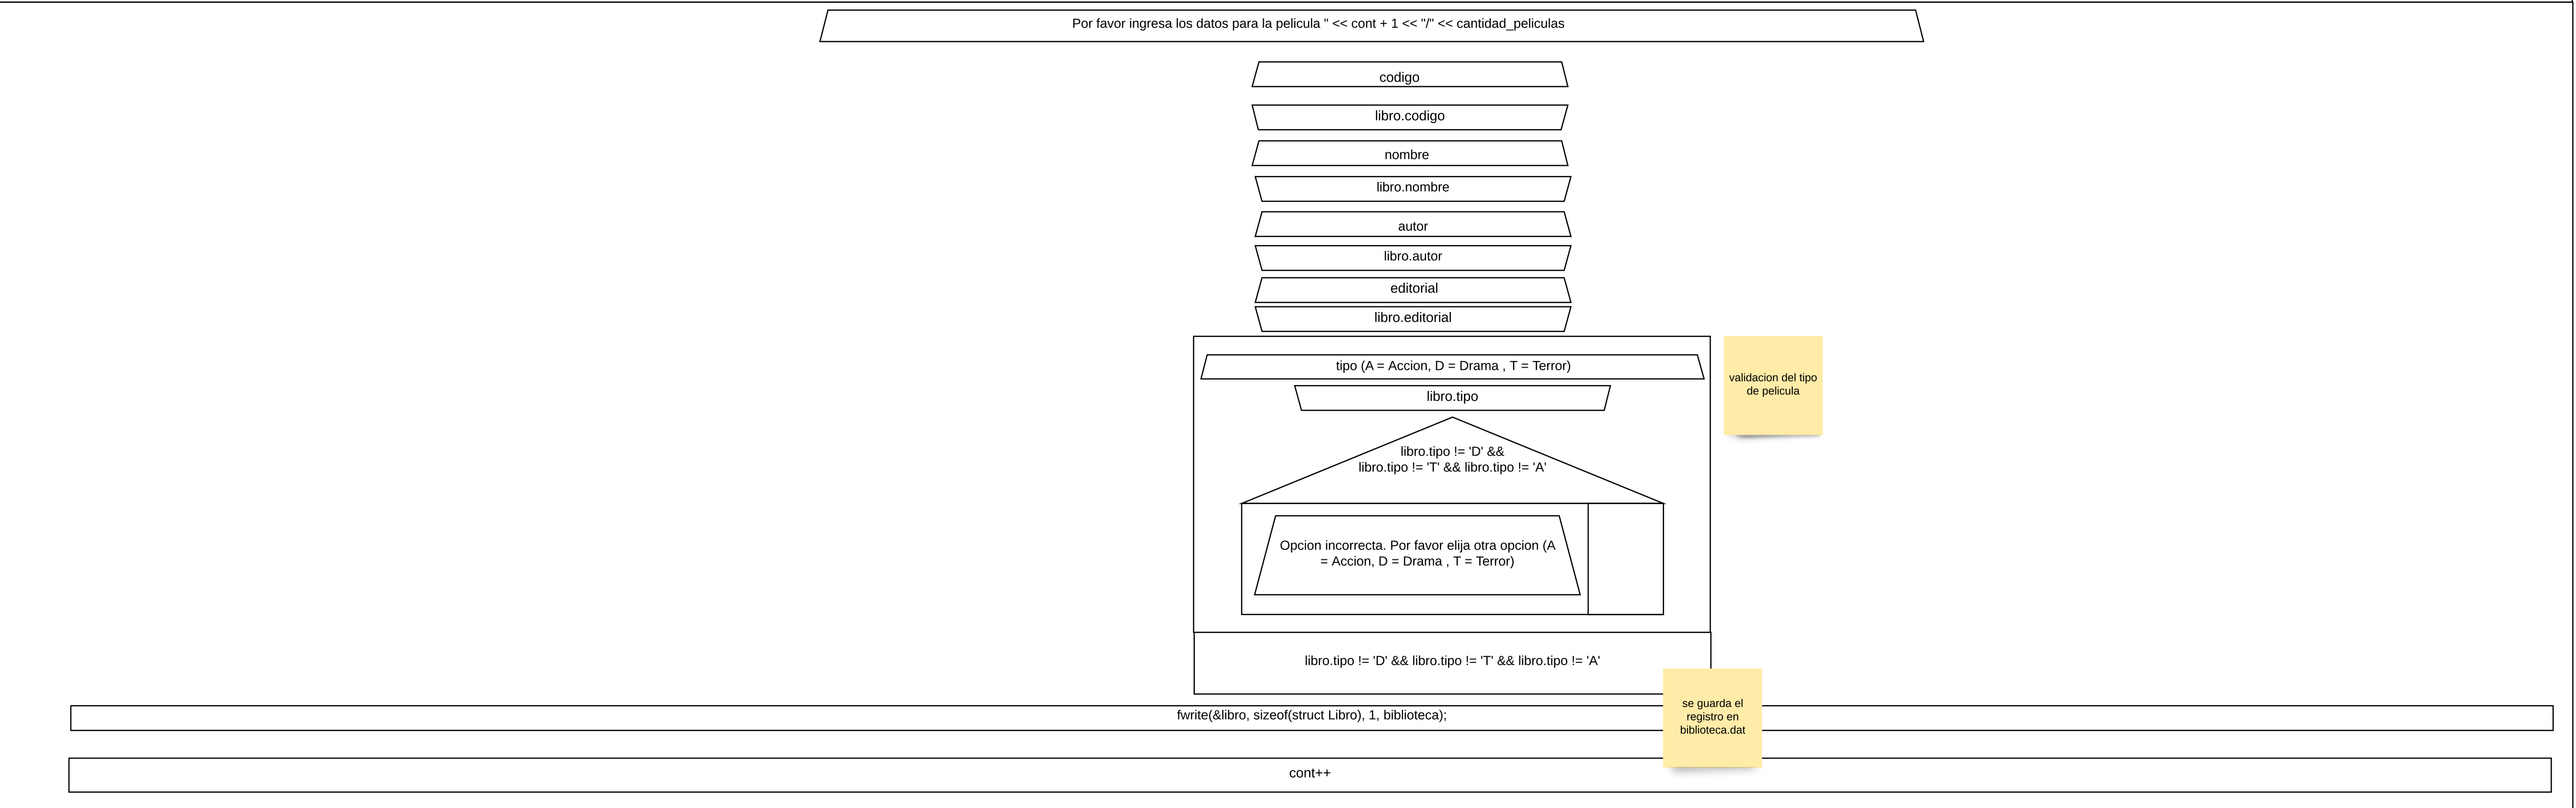 Por favor ingresa los datos para la pelicula " << cont + 1 << "/" << cantidad_peliculas
codigo
libro.codigo
nombre
libro.nombre
autor
libro.autor
editorial
libro.editorial
tipo (A = Accion, D = Drama , T = Terror)
libro.tipo
validacion del tipo
de pelicula
libro.tipo != 'D' &&
libro.tipo != 'T' && libro.tipo != 'A'
Opcion incorrecta. Por favor elija otra opcion (A
= Accion, D = Drama , T = Terror)
libro.tipo != 'D' && libro.tipo != 'T' && libro.tipo != 'A'
se guarda el
registro en
biblioteca.dat
fwrite(&libro, sizeof(struct Libro), 1, biblioteca);
cont++